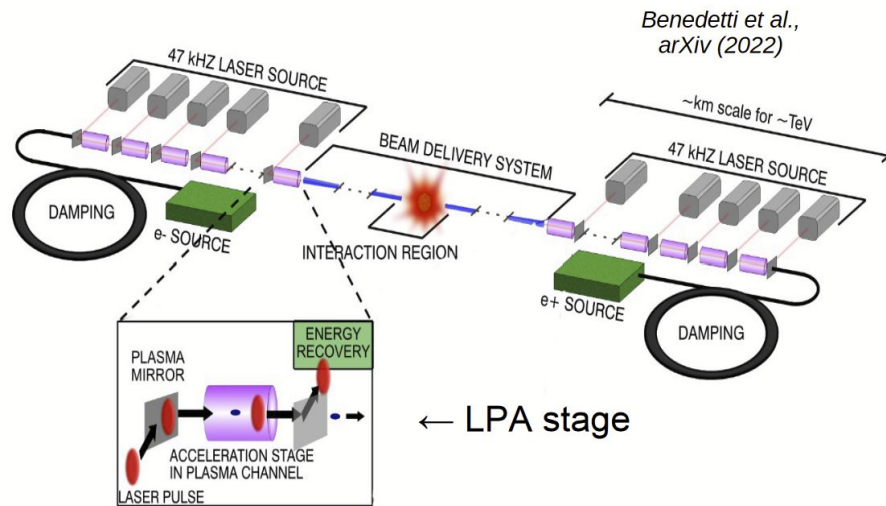 Benedetti et al.,
arXiv (2022)
47 kHZ LASER SOURCE
~km scale for ~TeV
BEAM DELIVERY SYSTEM
47 kHZ LASER SOURCE
DAMPING
e- SOURCE
INTERACTION REGION
e+ SOURCE
DAMPING
ENERGY
RECOVERY
PLASMA
MIRROR
← LPA stage
ACCELERATION STAGE
IN PLASMA CHANNEL
LASER PULSE